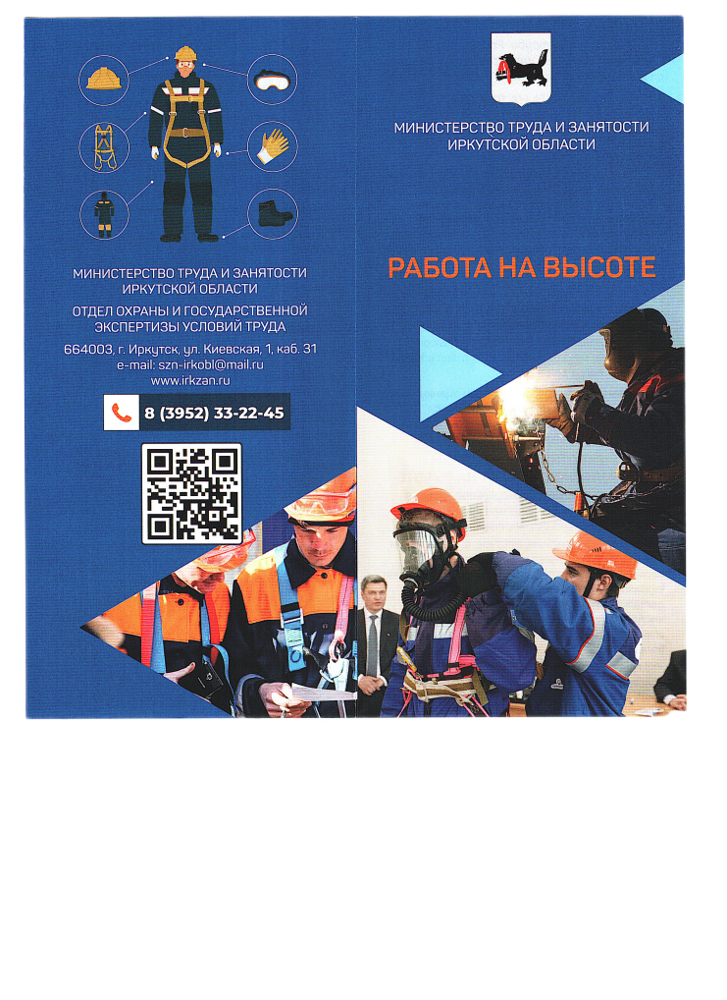 МИНИСТЕРСТВО ТРУДА И ЗАНЯТОСТИ
ИРКУТСКОЙ ОБЛАСТИ
ОТДЕЛ ОХРАНЫ И ГОСУДАРСТВЕННОЙ
ЭКСПЕРТИЗЫ УСЛОВИЙ ТРУДА
664003, г. Иркутск, ул. Киевская, 1, каб. 31
e-mail: szn-irkobl@mail.ru
www.irkzan.ru
8 (3952) 33-22-45
МИНИСТЕРСТВО ТРУДА И ЗАНЯТОСТИ
ИРКУТСКОЙ ОБЛАСТИ
РАБОТА НА ВЫСОТЕ